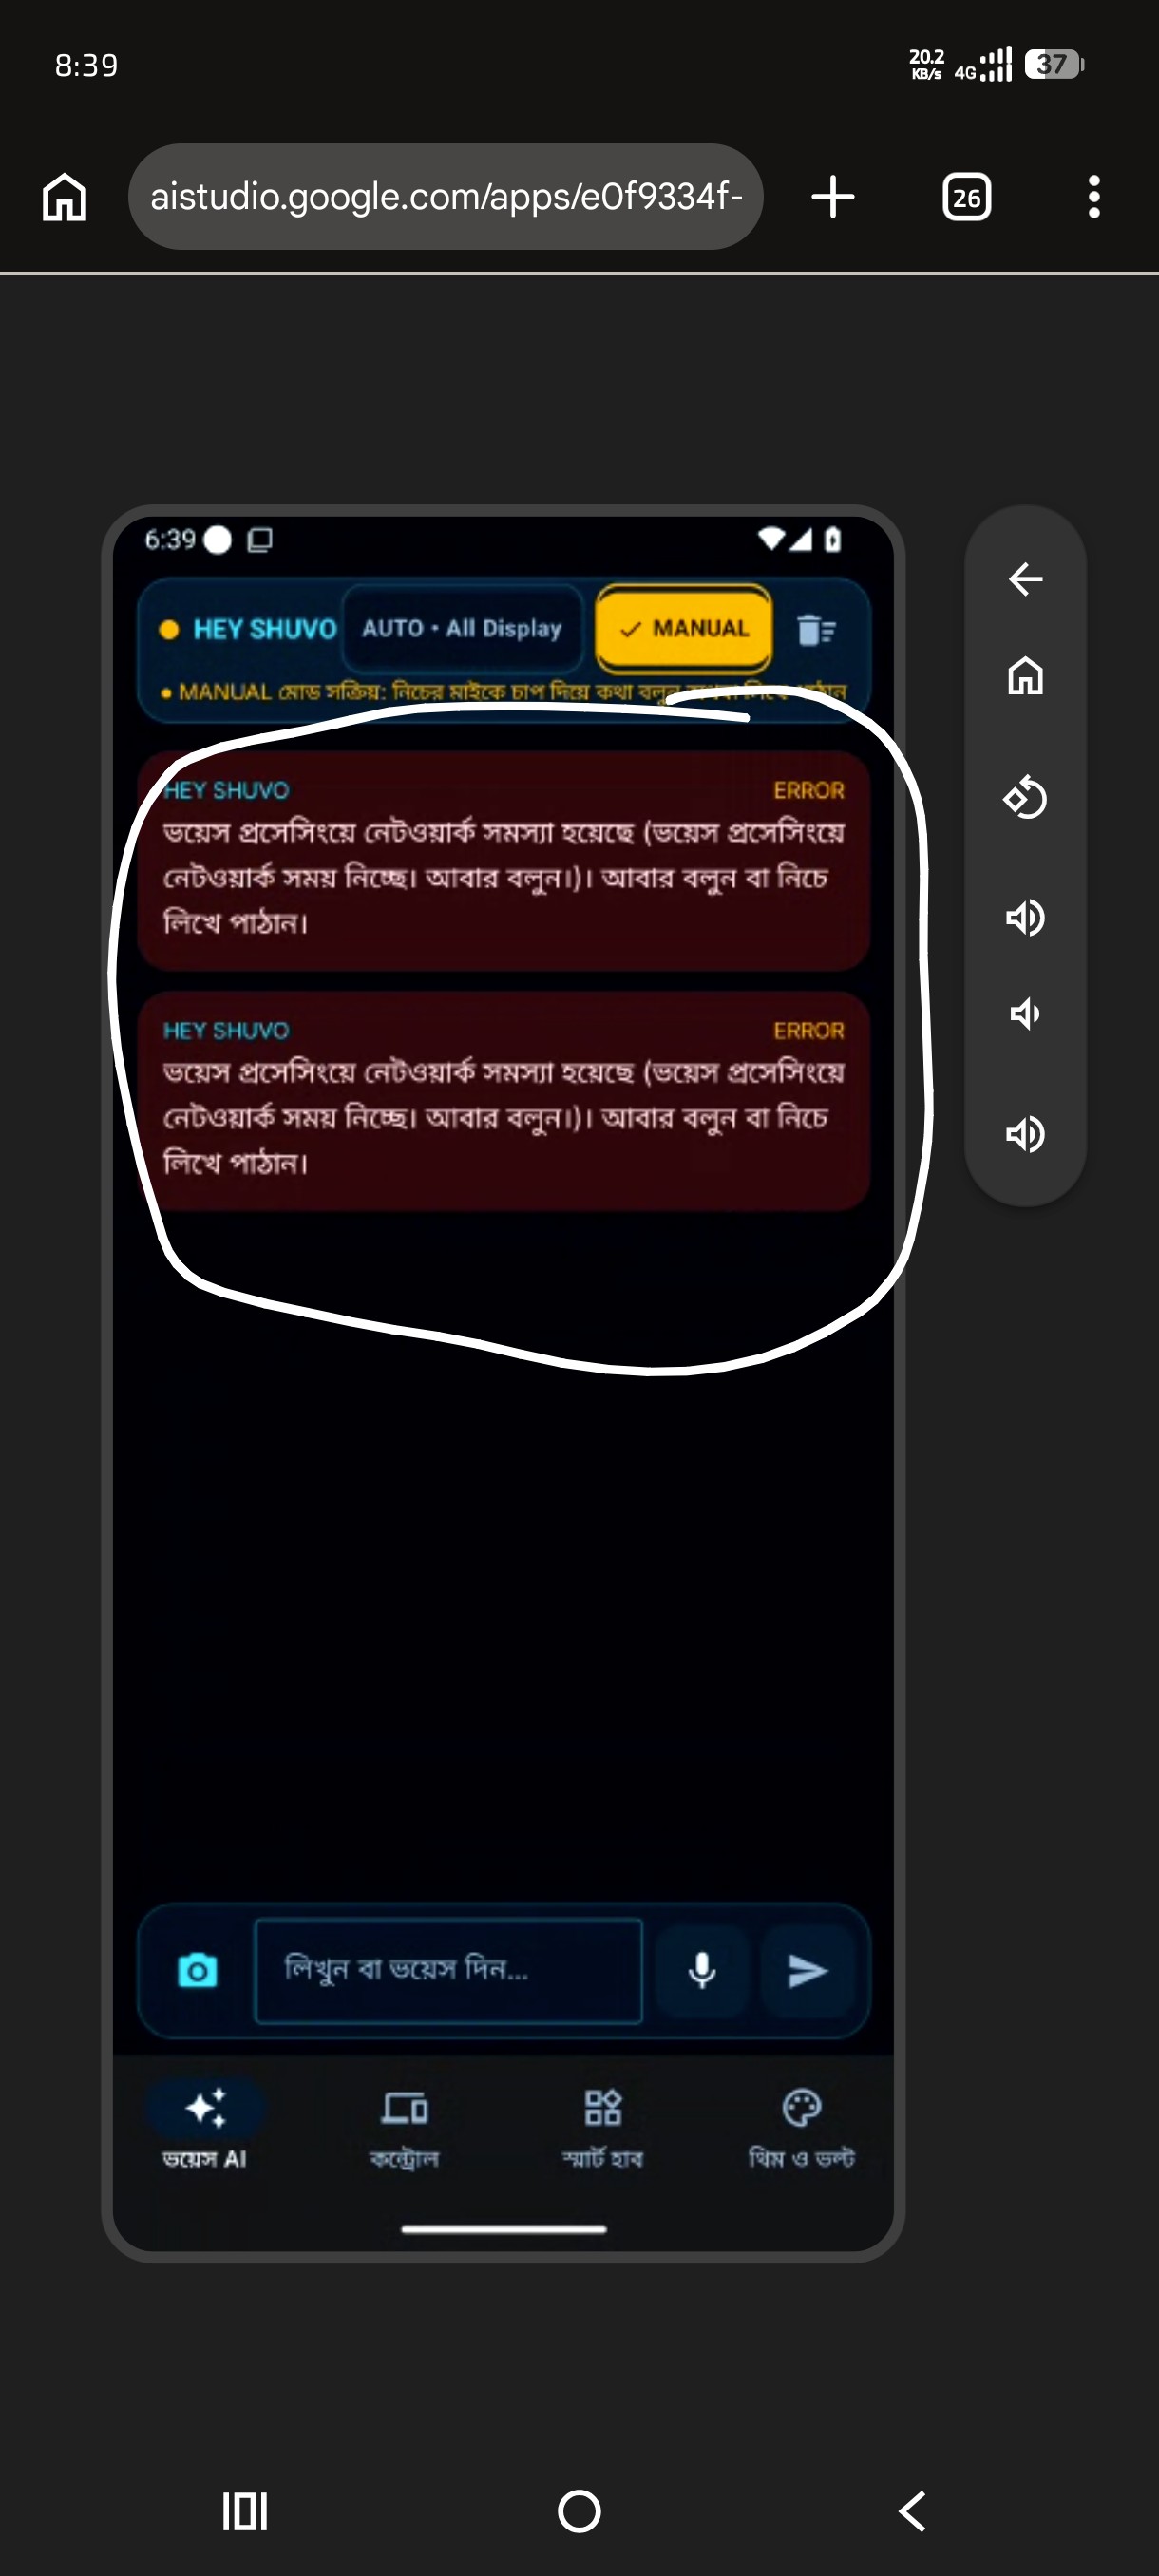 8:39
20.2
KB/s
4G
37
aistudio.google.com/apps/e0f9334f-
26
6:39
HEY SHUVO
AUTO • All Display
MANUAL
• MANUAL মোড সক্রিয়: নিচের মাইকে চাপ দিয়ে কথা বলুন
HEY SHUVO
ERROR
ভয়েস প্রসেসিংয়ে নেটওয়ার্ক সমস্যা হয়েছে (ভয়েস প্রসেসিংয়ে
নেটওয়ার্ক সময় নিচ্ছে। আবার বলুন।)। আবার বলুন বা নিচে
লিখে পাঠান।
HEY SHUVO
ERROR
ভয়েস প্রসেসিংয়ে নেটওয়ার্ক সমস্যা হয়েছে (ভয়েস প্রসেসিংয়ে
নেটওয়ার্ক সময় নিচ্ছে। আবার বলুন।)। আবার বলুন বা নিচে
লিখে পাঠান।
লিখুন বা ভয়েস দিন...
ভয়েস AI
কন্ট্রোল
স্মার্ট হাব
থিম ও ভল্ট